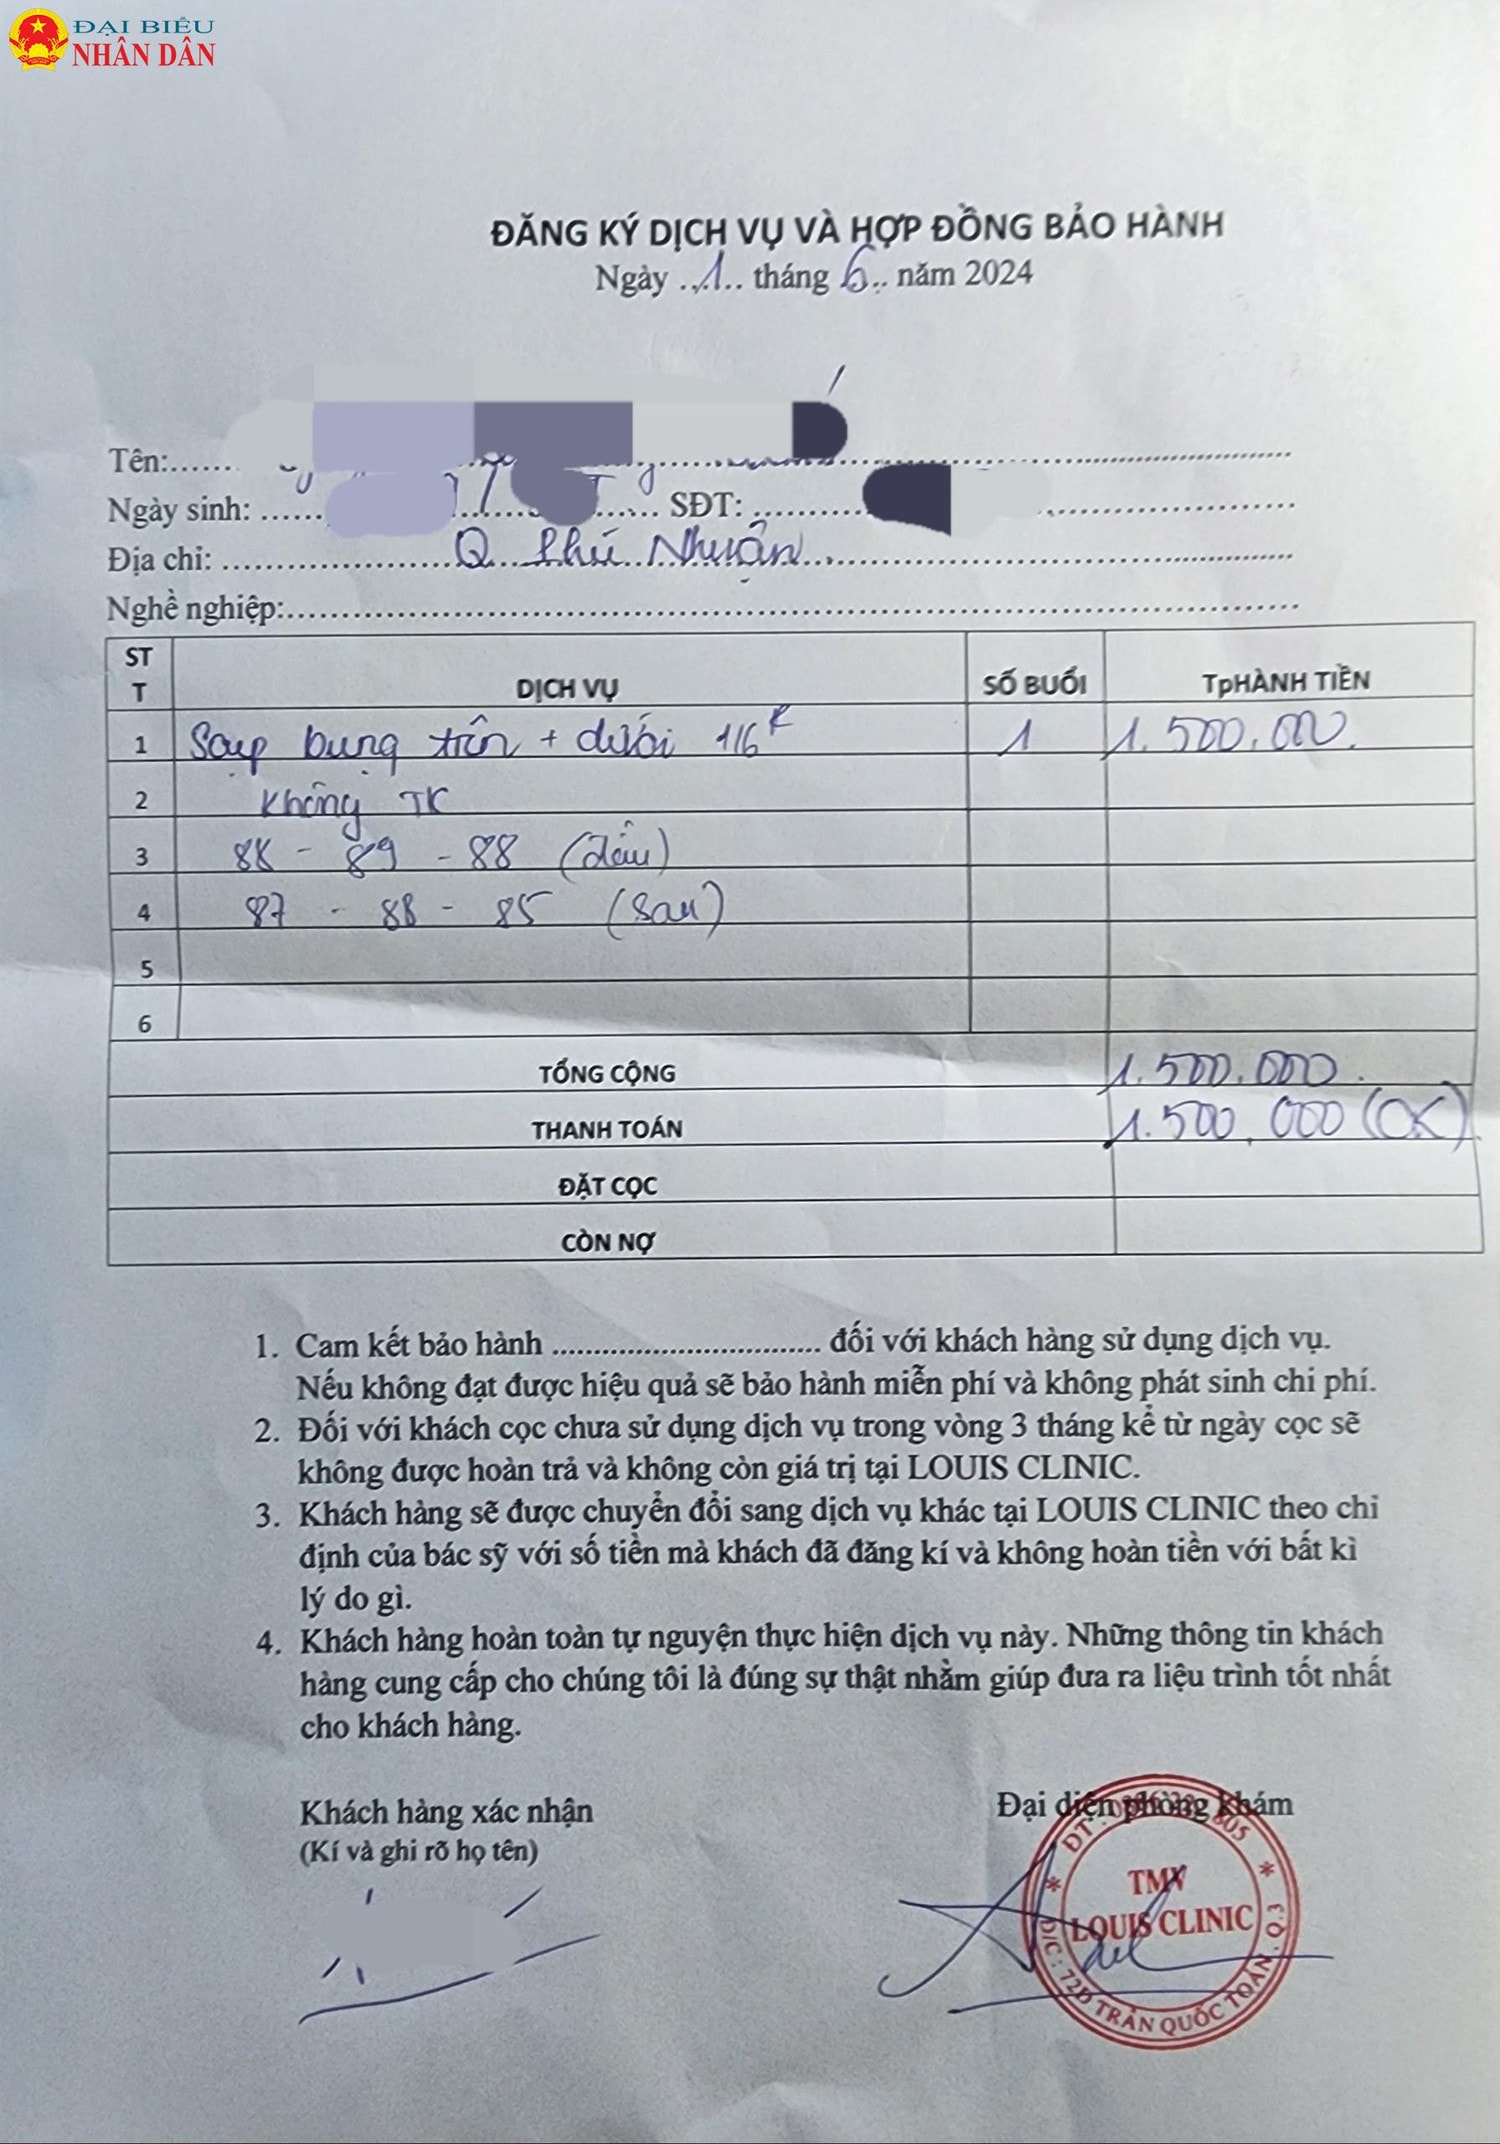 ĐẠI BIỂU
NHÂN DÂN
ĐĂNG KÝ DỊCH VỤ VÀ HỢP ĐỒNG BẢO HÀNH
Ngày ..1.. tháng 6.. năm 2024
Tên:
Ngày sinh: SĐT:
Địa chỉ: Q. Phú Nhuận
Nghề nghiệp:
STT DỊCH VỤ SỐ BUỔI TpHÀNH TIỀN
1 bụng trên + dưới 1 1.500.000.
2 Không TK
3 88 - 89 - 88 (đầu)
4 87 - 88 - 85 (sau)
5
6
TỔNG CỘNG 1.500.000.
THANH TOÁN 1.500.000 (CK)
ĐẶT CỌC
CÒN NỢ
1. Cam kết bảo hành ................................ đối với khách hàng sử dụng dịch vụ.
Nếu không đạt được hiệu quả sẽ bảo hành miễn phí và không phát sinh chi phí.
2. Đối với khách cọc chưa sử dụng dịch vụ trong vòng 3 tháng kể từ ngày cọc sẽ
không được hoàn trả và không còn giá trị tại LOUIS CLINIC.
3. Khách hàng sẽ được chuyển đổi sang dịch vụ khác tại LOUIS CLINIC theo chỉ
định của bác sỹ với số tiền mà khách đã đăng kí và không hoàn tiền với bất kì
lý do gì.
4. Khách hàng hoàn toàn tự nguyện thực hiện dịch vụ này. Những thông tin khách
hàng cung cấp cho chúng tôi là đúng sự thật nhằm giúp đưa ra liệu trình tốt nhất
cho khách hàng.
Khách hàng xác nhận Đại diện phòng khám
(Kí và ghi rõ họ tên)
ĐT: 805
TMV
LOUIS CLINIC
Đ/C: 72D TRẦN QUỐC TOẢN . Q.3